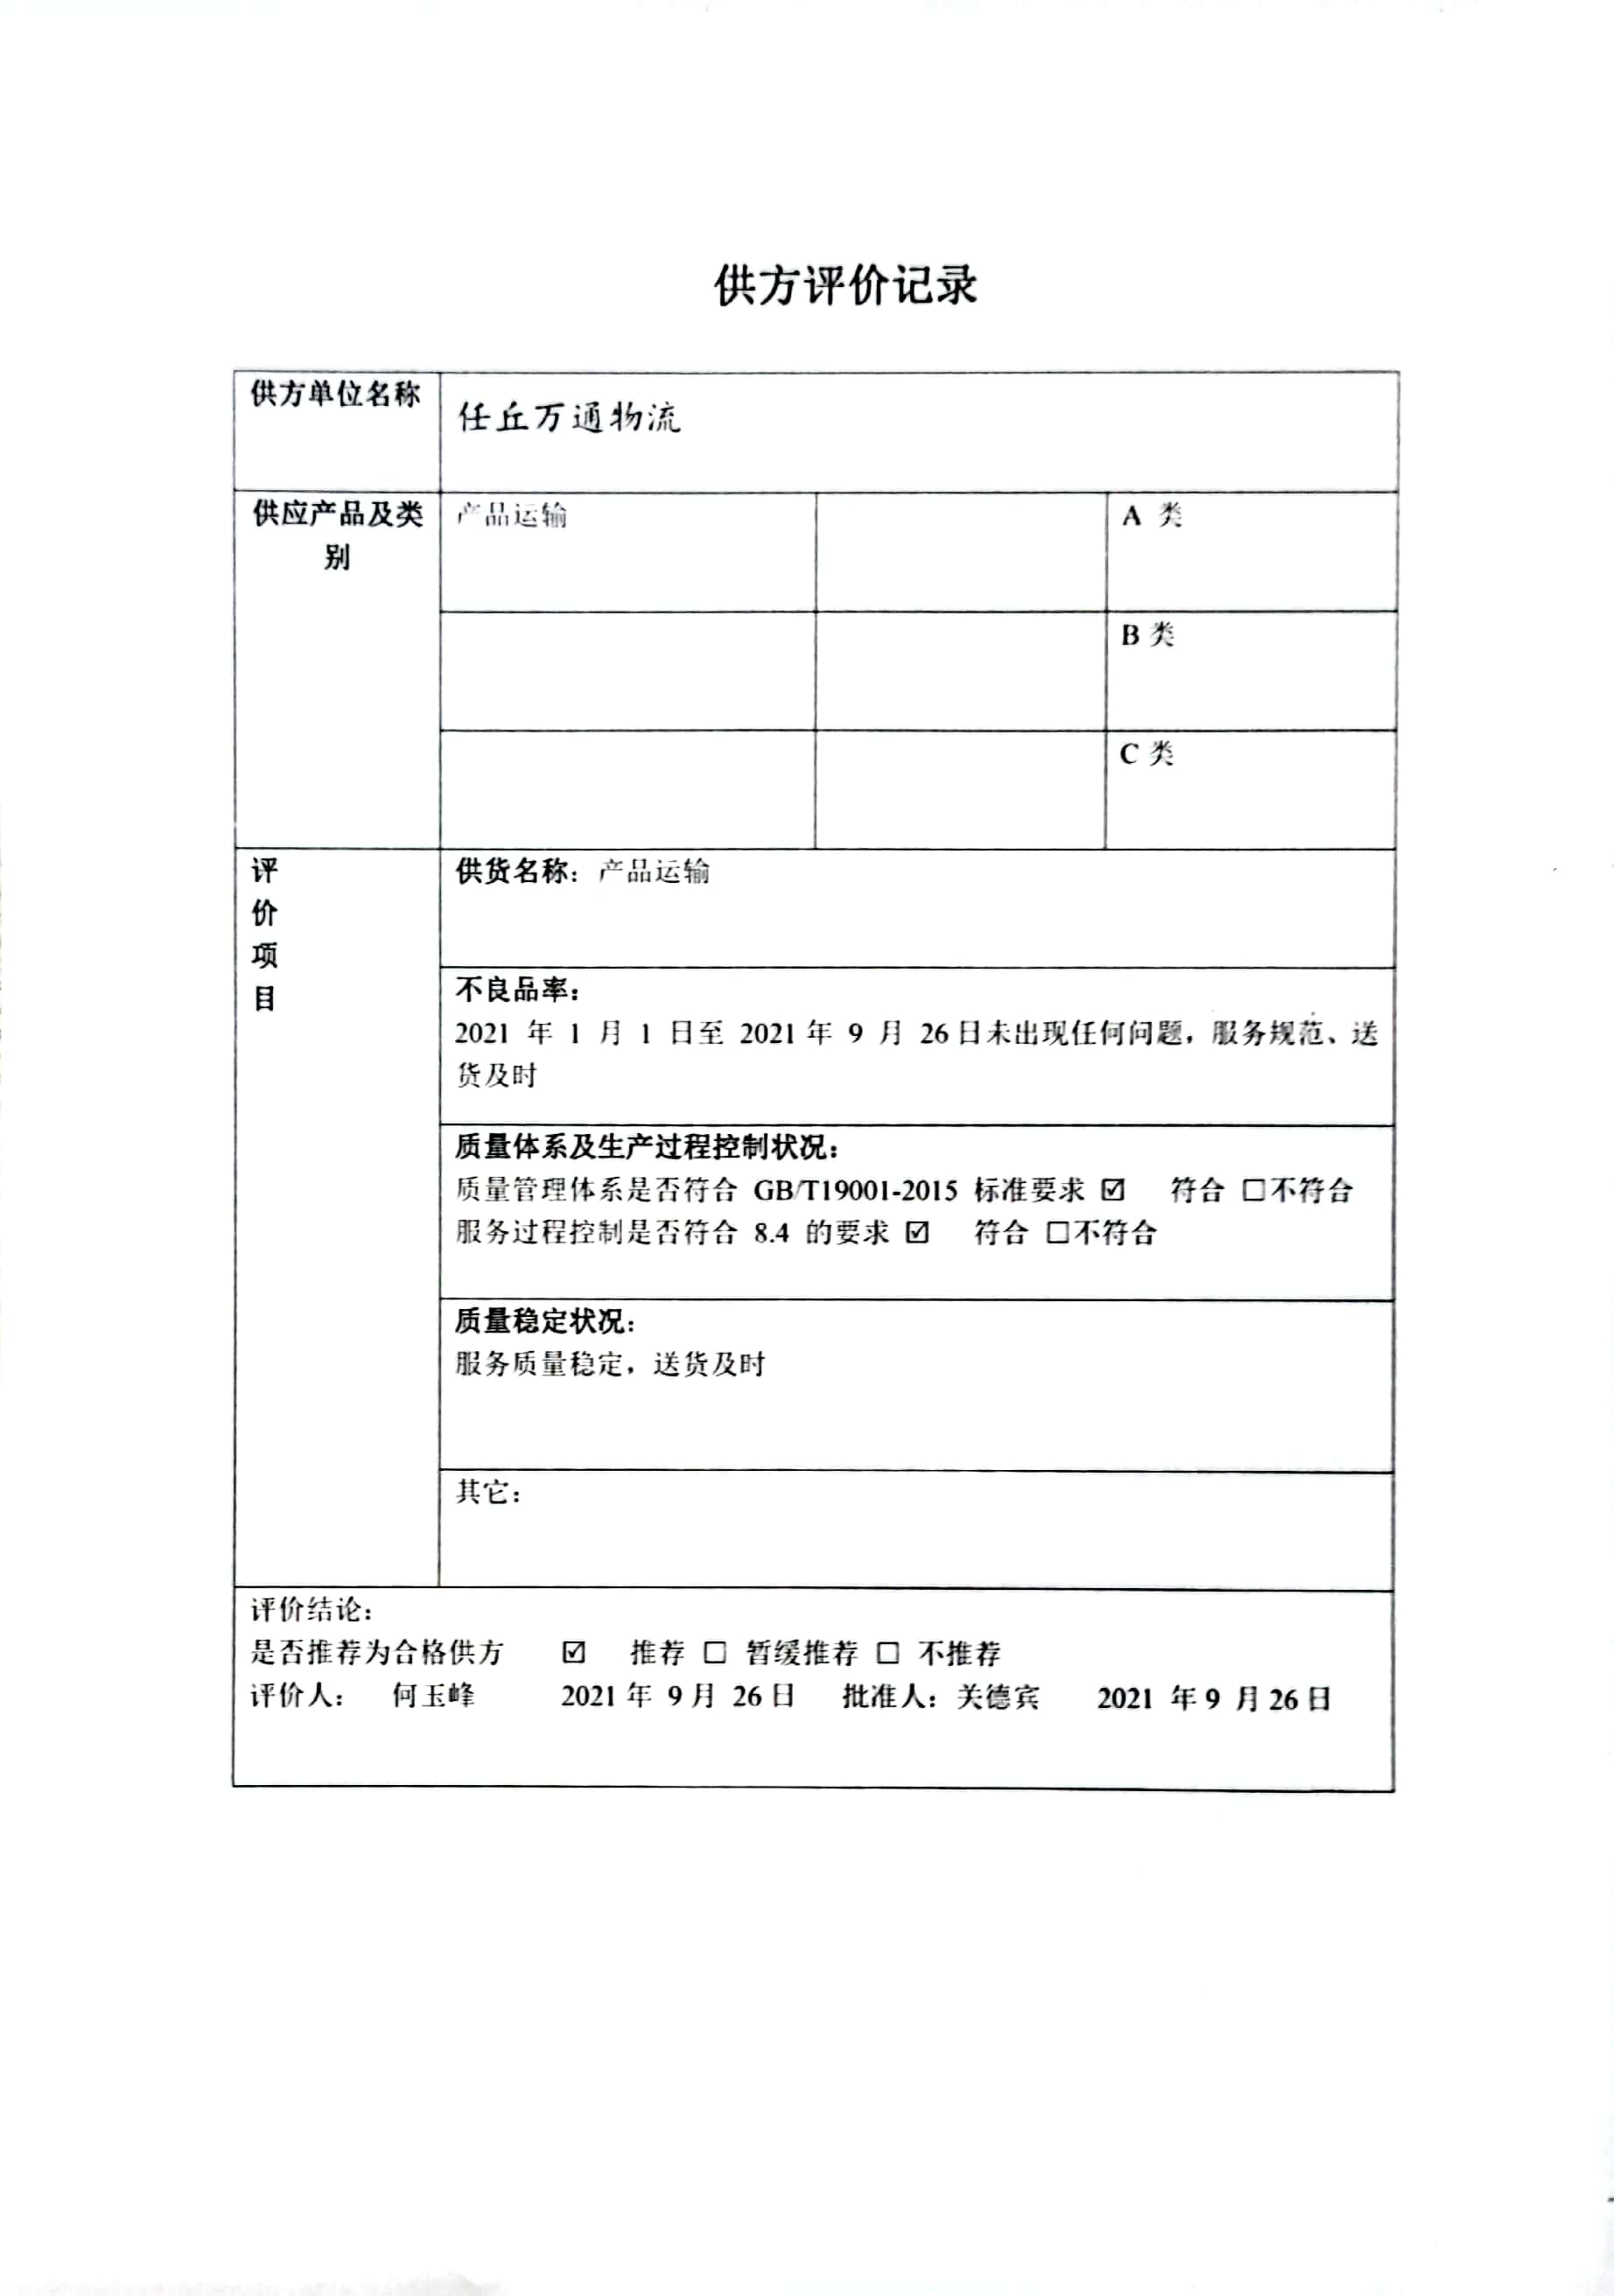 供方评价记录
供方单位名称
任丘万通物流
供应产品及类
别
产品运输
A 类
B 类
C 类
评
价
项
目
供货名称：产品运输
不良品率：
2021 年 1 月 1 日至 2021 年 9 月 26 日未出现任何问题，服务规范、送
货及时
质量体系及生产过程控制状况：
质量管理体系是否符合 GB/T19001-2015 标准要求 ☑ 符合 □不符合
服务过程控制是否符合 8.4 的要求 ☑ 符合 □不符合
质量稳定状况：
服务质量稳定，送货及时
其它：
评价结论：
是否推荐为合格供方 ☑ 推荐 □ 暂缓推荐 □ 不推荐
评价人： 何玉峰 2021 年 9 月 26 日 批准人：关德宾 2021 年 9 月 26 日